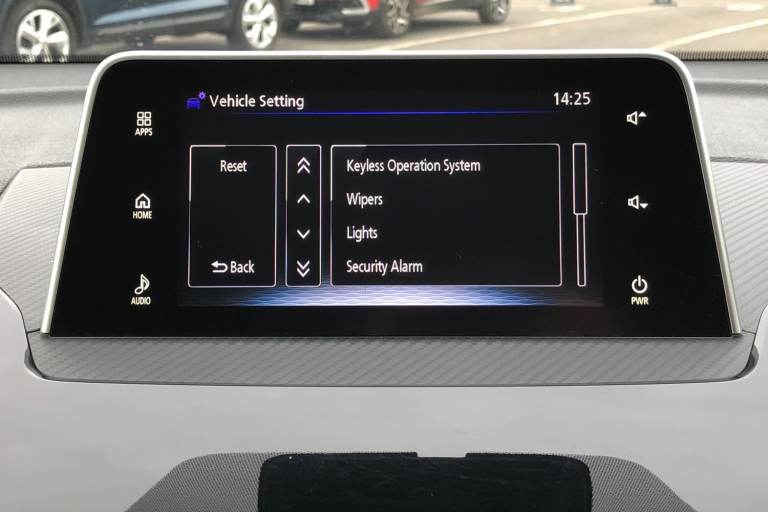 Vehicle Setting 14:25
APPS
HOME
AUDIO
Reset
Back
Keyless Operation System
Wipers
Lights
Security Alarm
PWR